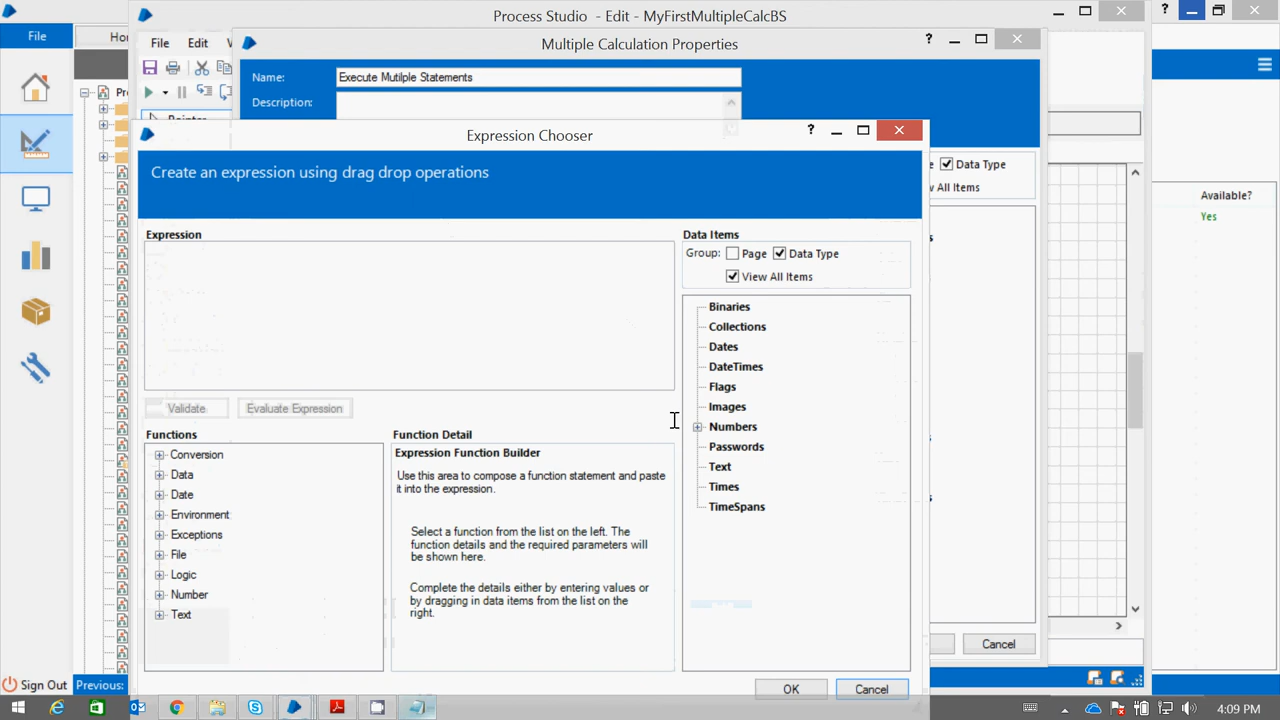 Process Studio - Edit - MyFirstMultipleCalcBS
File
File Edit
Multiple Calculation Properties
?
?
Name: Execute Mutilple Statements
Description:
Expression Chooser
?
Create an expression using drag drop operations
Data Type
View All Items
Available?
Yes
Expression
Data Items
Group: Page Data Type
View All Items
Binaries
Collections
Dates
DateTimes
Flags
Images
Numbers
Passwords
Text
Times
TimeSpans
Validate Evaluate Expression
Functions
Conversion
Data
Date
Environment
Exceptions
File
Logic
Number
Text
Function Detail
Expression Function Builder
Use this area to compose a function statement and paste
it into the expression.
Select a function from the list on the left. The
function details and the required parameters will
be shown here.
Complete the details either by entering values or
by dragging in data items from the list on the
right.
OK Cancel
Cancel
Sign Out Previous:
4:09 PM